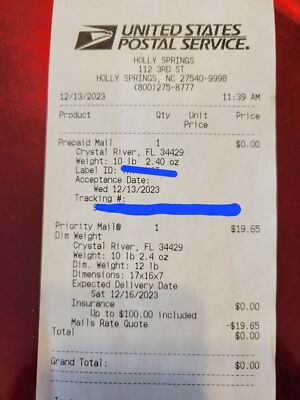 UNITED STATES
POSTAL SERVICE®
HOLLY SPRINGS
112 3RD ST
HOLLY SPRINGS, NC 27540-9998
(800)275-8777
12/13/2023 11:39 AM
Product Qty Unit Price
Price
Prepaid Mail 1 $0.00
Crystal River, FL 34429
Weight: 10 lb 2.40 oz
Label ID:
Acceptance Date:
Wed 12/13/2023
Tracking #:
Priority Mail® 1 $19.65
Dim Weight
Crystal River, FL 34429
Weight: 10 lb 2.4 oz
Dim. Weight: 12 lb
Dimensions: 17x16x7
Expected Delivery Date
Sat 12/16/2023
Insurance $0.00
Up to $100.00 included
Mails Rate Quote -$19.65
Total $0.00
Grand Total: $0.00